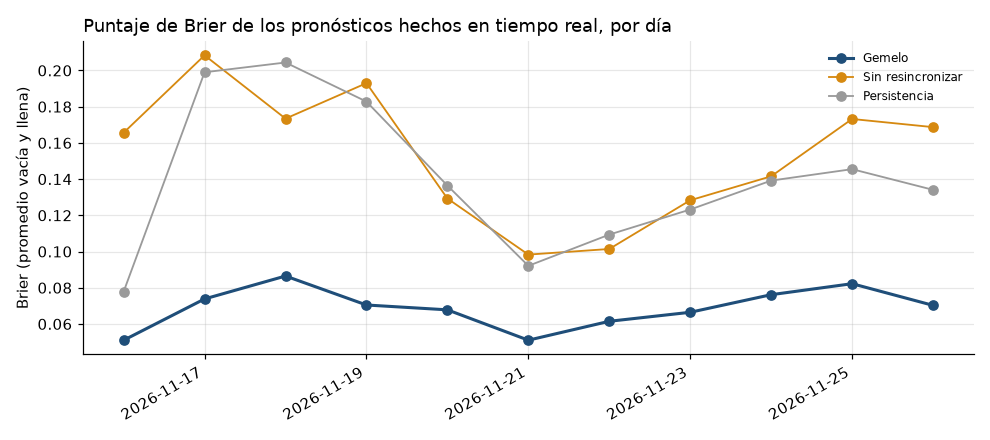 Puntaje de Brier de los pronósticos hechos en tiempo real, por día
Gemelo
Sin resincronizar
Persistencia
Brier (promedio vacía y llena)
0.20
0.18
0.16
0.14
0.12
0.10
0.08
0.06
2026-11-17
2026-11-19
2026-11-21
2026-11-23
2026-11-25